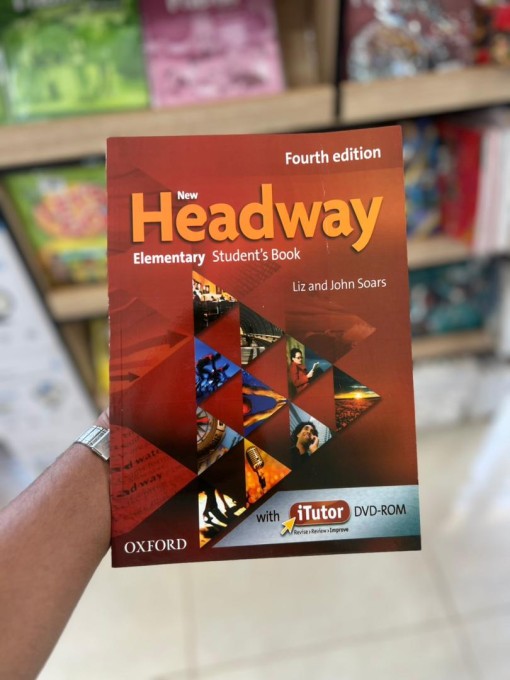 Fourth edition
New
Headway
Elementary Student's Book
Liz and John Soars
with iTutor DVD-ROM
Revise › Review › Improve
OXFORD